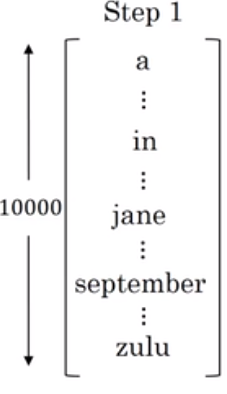 Step 1
a
⋮
in
⋮
10000
jane
⋮
september
⋮
zulu